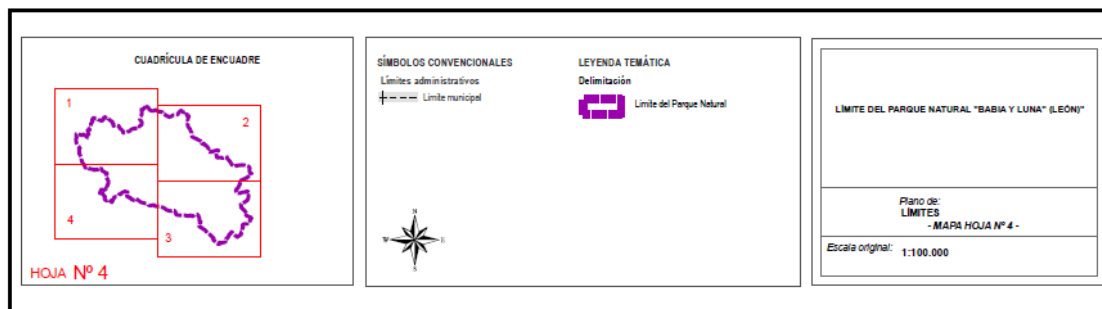 CUADRÍCULA DE ENCUADRE
1
2
4
3
HOJA Nº 4
SÍMBOLOS CONVENCIONALES
Límites administrativos
Limite municipal
LEYENDA TEMÁTICA
Delimitación
Limite del Parque Natural
N
W
E
S
LÍMITE DEL PARQUE NATURAL "BABIA Y LUNA" (LEÓN)"
Plano de:
LÍMITES
- MAPA HOJA Nº 4 -
Escala original: 1:100.000